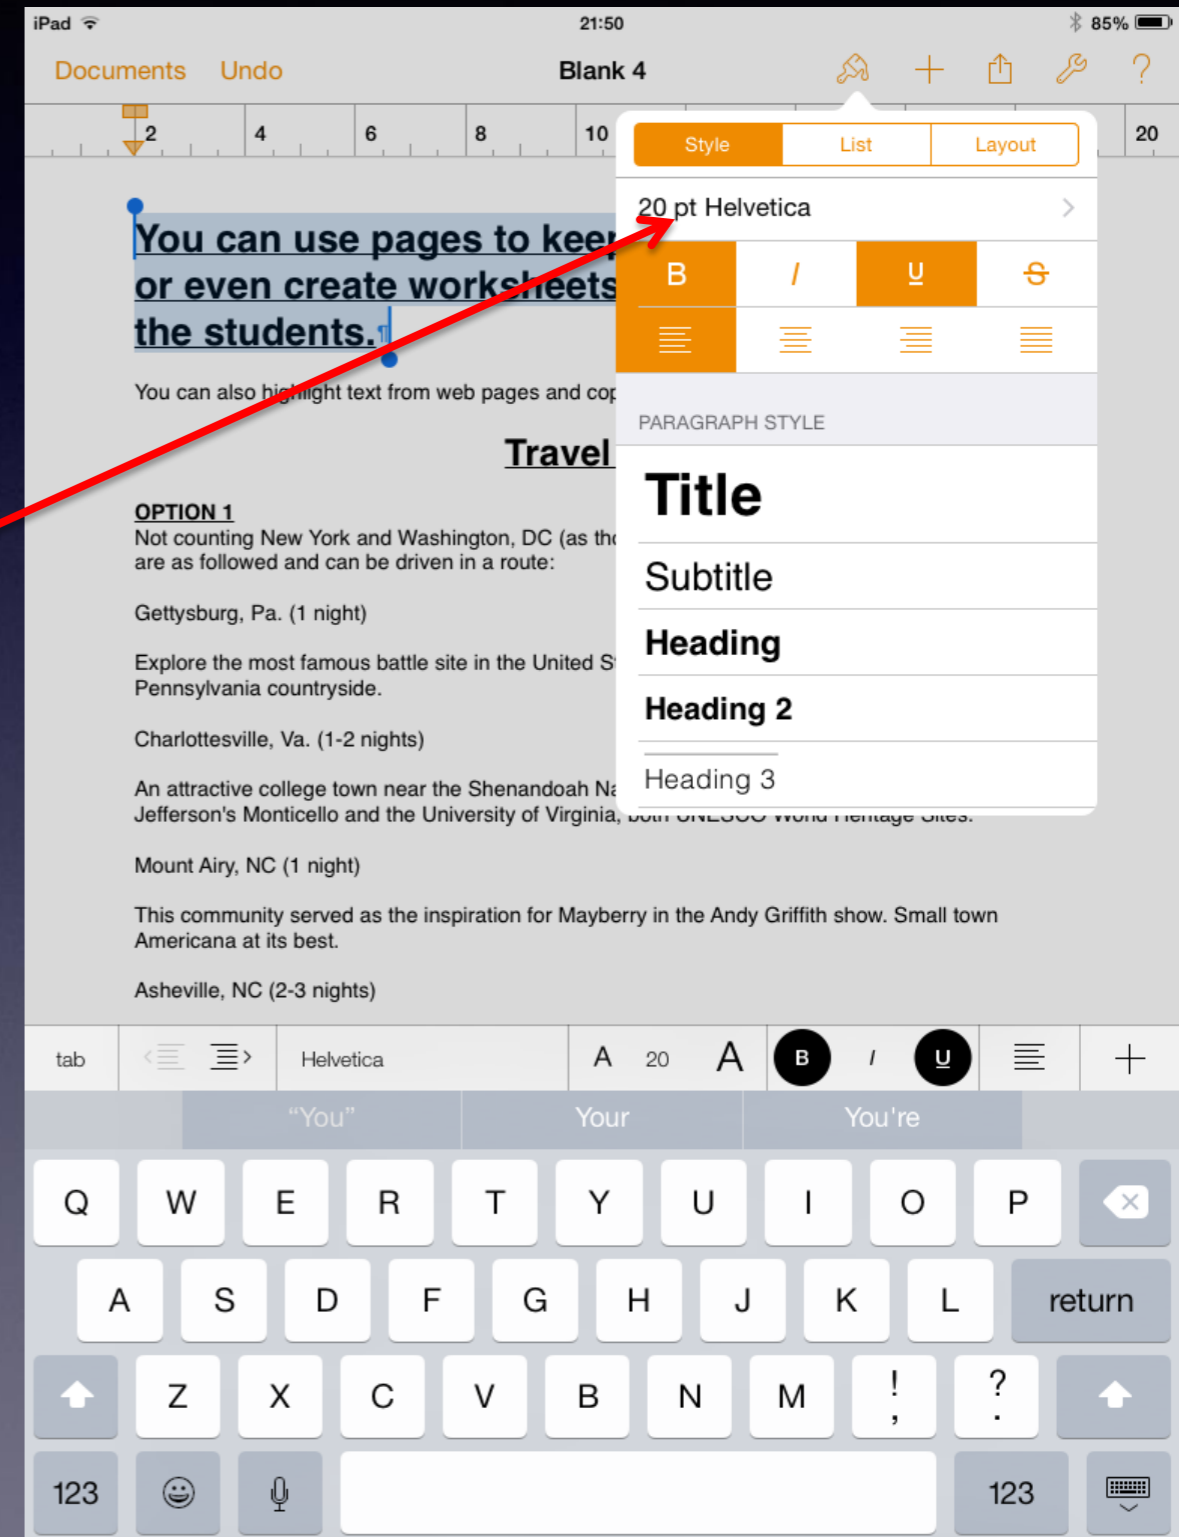 iPad 21:50 85%
Documents Undo Blank 4 ?
2 4 6 8 10 20
Style List Layout
20 pt Helvetica
B I U S
You can use pages to keep
or even create worksheets
the students.¶
You can also highlight text from web pages and cop
PARAGRAPH STYLE
Title
Subtitle
Heading
Heading 2
Heading 3
Travel
OPTION 1
Not counting New York and Washington, DC (as tho
are as followed and can be driven in a route:
Gettysburg, Pa. (1 night)
Explore the most famous battle site in the United S
Pennsylvania countryside.
Charlottesville, Va. (1-2 nights)
An attractive college town near the Shenandoah Na
Jefferson's Monticello and the University of Virginia, both UNESCO World Heritage Sites.
Mount Airy, NC (1 night)
This community served as the inspiration for Mayberry in the Andy Griffith show. Small town
Americana at its best.
Asheville, NC (2-3 nights)
tab Helvetica A 20 A B I U
“You” Your You're
Q W E R T Y U I O P
A S D F G H J K L return
Z X C V B N M ! , ? .
123 123